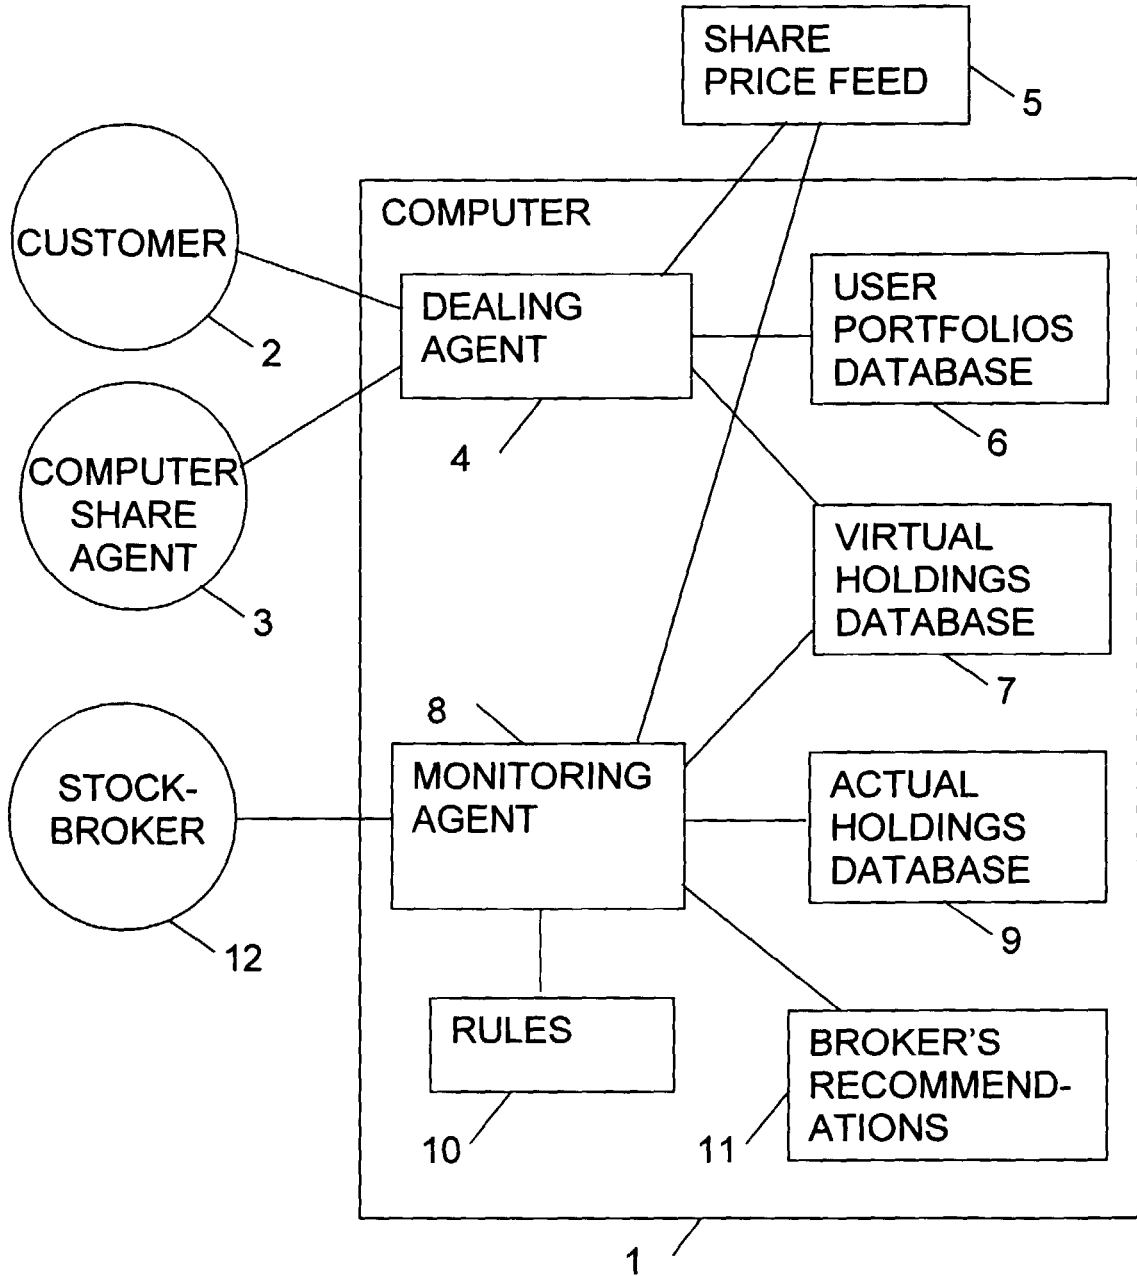 SHARE
PRICE FEED
5
COMPUTER
CUSTOMER
2
DEALING
AGENT
4
USER
PORTFOLIOS
DATABASE
6
COMPUTER
SHARE
AGENT
3
VIRTUAL
HOLDINGS
DATABASE
7
8
MONITORING
AGENT
STOCK-
BROKER
12
ACTUAL
HOLDINGS
DATABASE
9
RULES
10
BROKER'S
RECOMMEND-
ATIONS
11
1